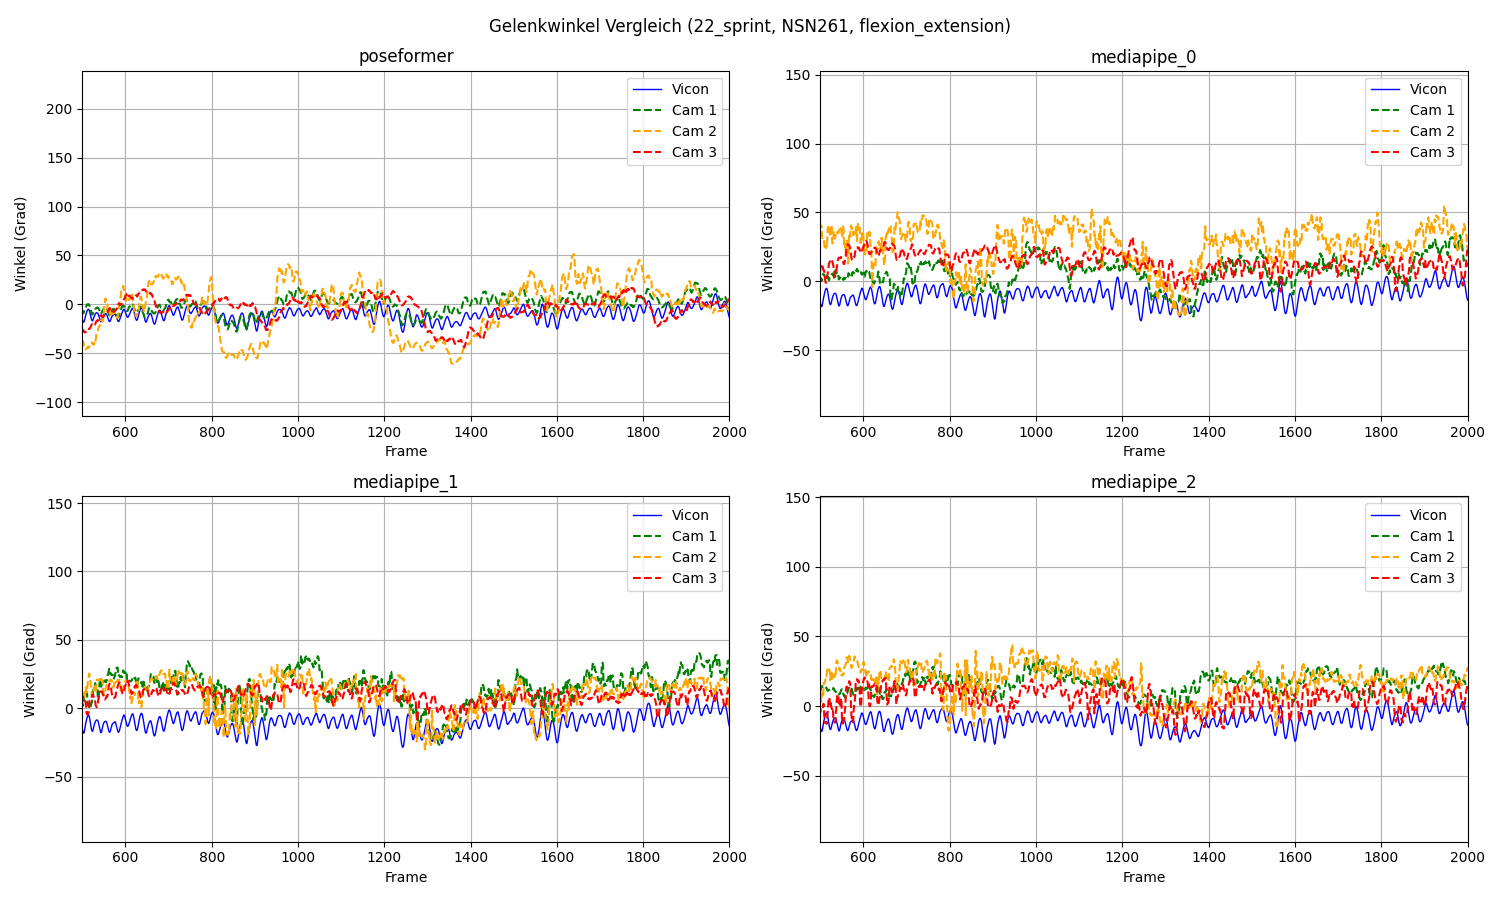 Gelenkwinkel Vergleich (22_sprint, NSN261, flexion_extension)
poseformer
Winkel (Grad)
200
150
100
50
0
−50
−100
600 800 1000 1200 1400 1600 1800 2000
Frame
Vicon
Cam 1
Cam 2
Cam 3
mediapipe_0
Winkel (Grad)
150
100
50
0
−50
600 800 1000 1200 1400 1600 1800 2000
Frame
Vicon
Cam 1
Cam 2
Cam 3
mediapipe_1
Winkel (Grad)
150
100
50
0
−50
600 800 1000 1200 1400 1600 1800 2000
Frame
Vicon
Cam 1
Cam 2
Cam 3
mediapipe_2
Winkel (Grad)
150
100
50
0
−50
600 800 1000 1200 1400 1600 1800 2000
Frame
Vicon
Cam 1
Cam 2
Cam 3